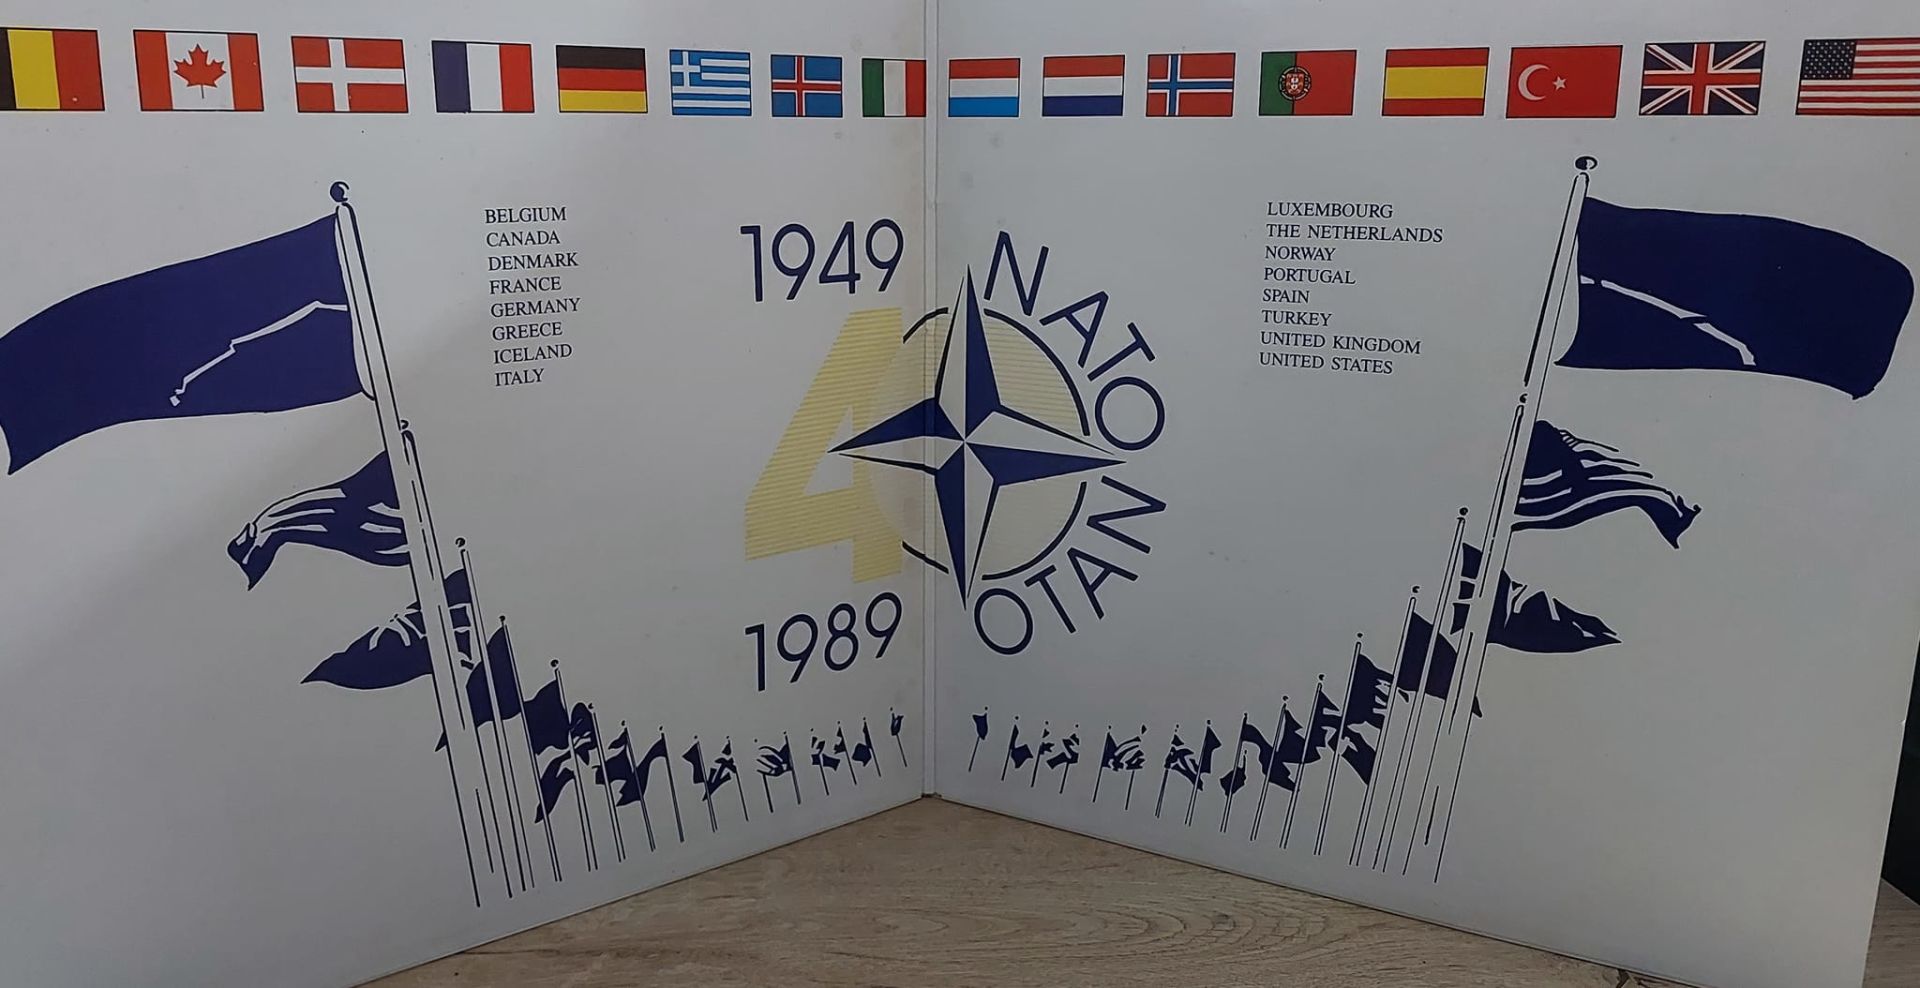 BELGIUM
CANADA
DENMARK
FRANCE
GERMANY
GREECE
ICELAND
ITALY
1949
40
1989
NATO
OTAN
LUXEMBOURG
THE NETHERLANDS
NORWAY
PORTUGAL
SPAIN
TURKEY
UNITED KINGDOM
UNITED STATES